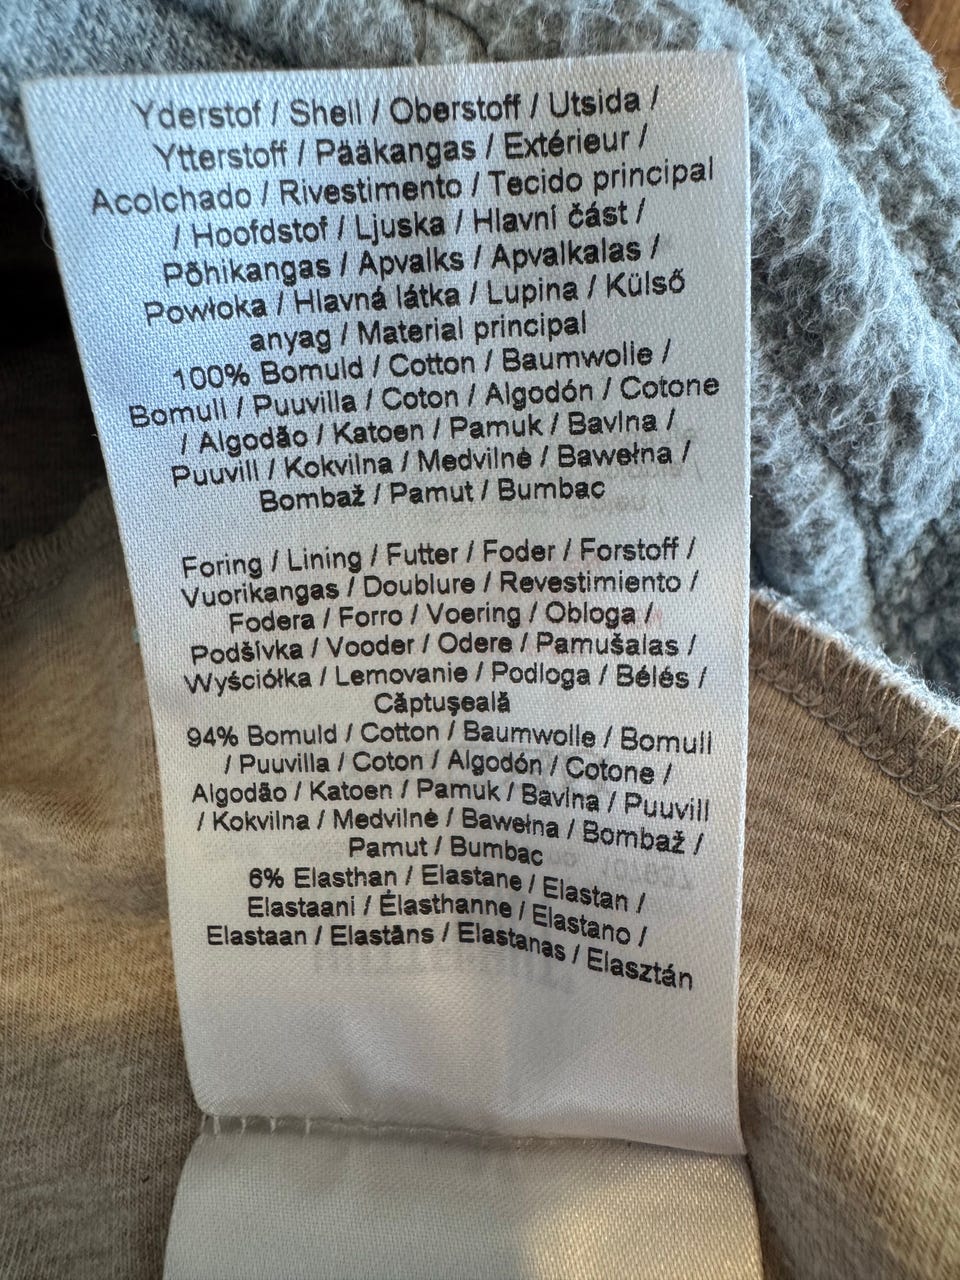 Yderstof / Shell / Oberstoff / Utsida /
Ytterstoff / Pääkangas / Extérieur /
Acolchado / Rivestimento / Tecido principal
/ Hoofdstof / Ljuska / Hlavní část /
Põhikangas / Apvalks / Apvalkalas /
Powłoka / Hlavná látka / Lupina / Külső
anyag / Material principal
100% Bomuld / Cotton / Baumwolle /
Bomull / Puuvilla / Coton / Algodón / Cotone
/ Algodão / Katoen / Pamuk / Bavlna /
Puuvill / Kokvilna / Medvilnė / Bawełna /
Bombaž / Pamut / Bumbac
Foring / Lining / Futter / Foder / Forstoff /
Vuorikangas / Doublure / Revestimiento /
Fodera / Forro / Voering / Obloga /
Podšívka / Vooder / Odere / Pamušalas /
Wyściółka / Lemovanie / Podloga / Bélés /
Căptuşeală
94% Bomuld / Cotton / Baumwolle / Bomull
/ Puuvilla / Coton / Algodón / Cotone /
Algodão / Katoen / Pamuk / Bavlna / Puuvill
/ Kokvilna / Medvilnė / Bawełna / Bombaž /
Pamut / Bumbac
6% Elasthan / Elastane / Elastan /
Elastaani / Élasthanne / Elastano /
Elastaan / Elastāns / Elastanas / Elasztán